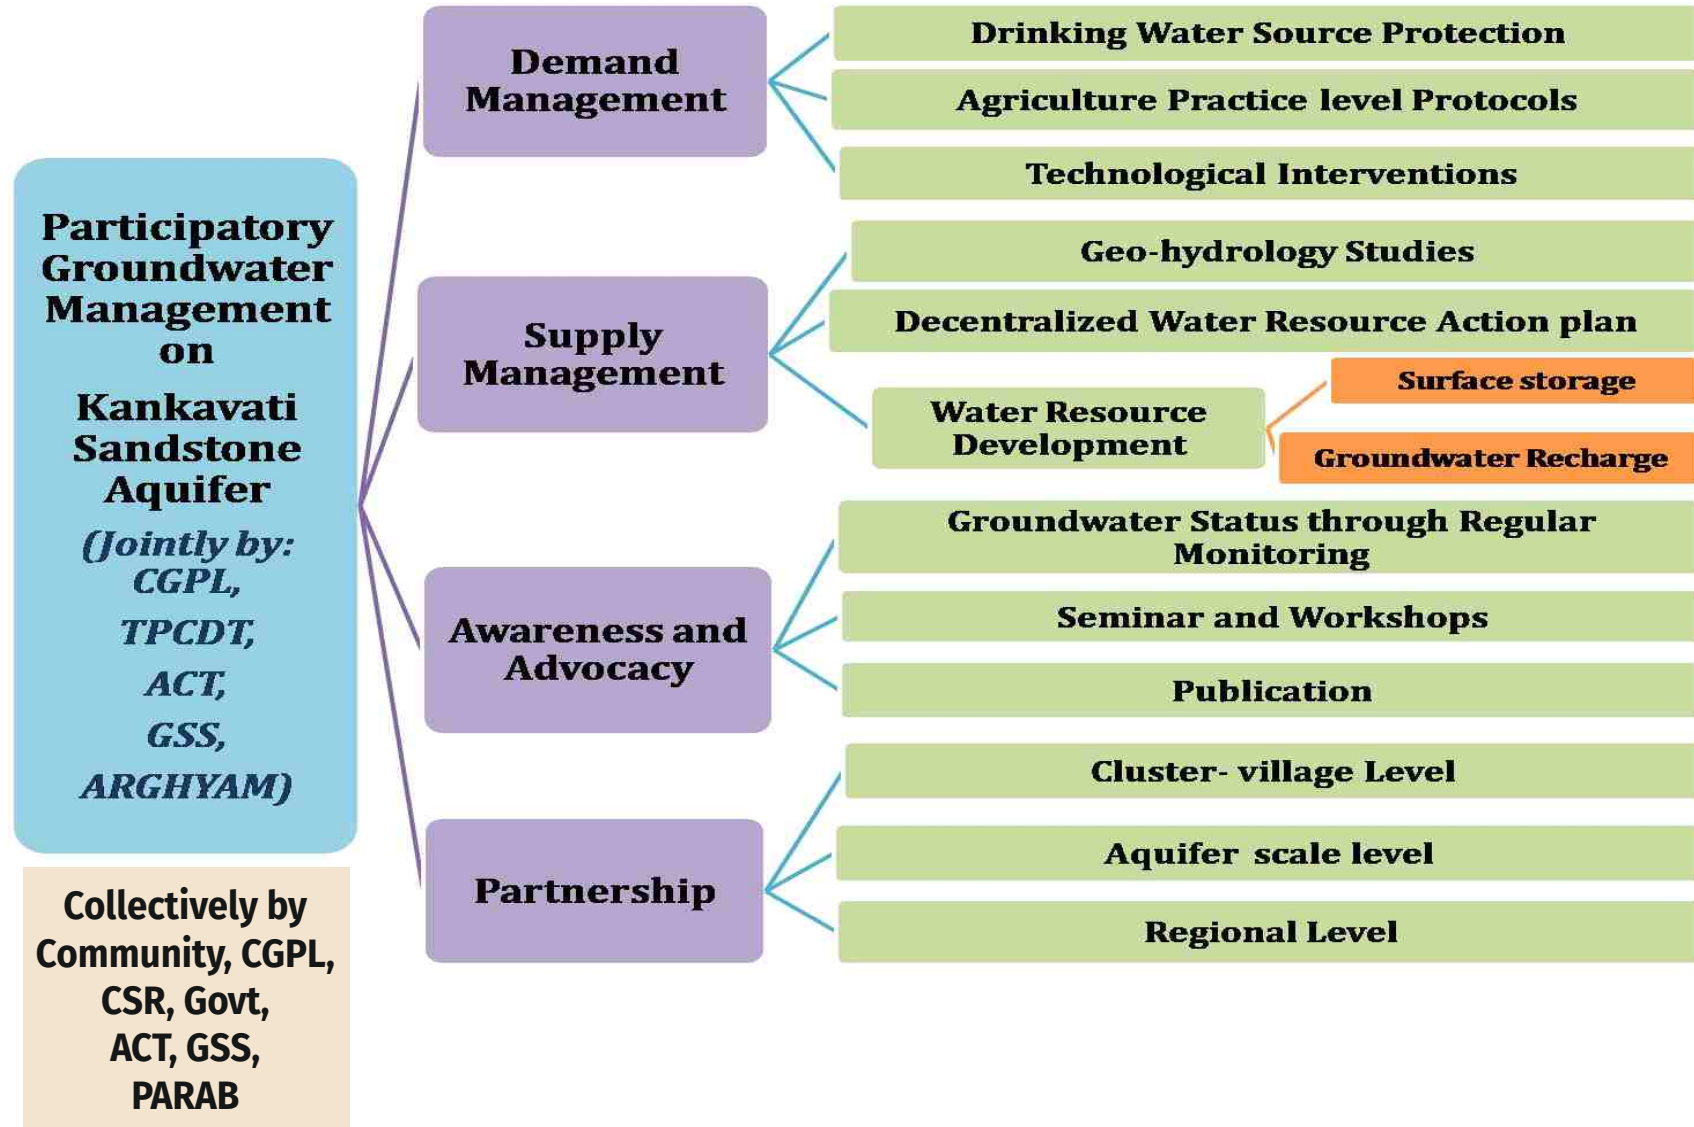 Participatory
Groundwater
Management
on
Kankavati
Sandstone
Aquifer
(Jointly by:
CGPL,
TPCDT,
ACT,
GSS,
ARGHYAM)
Collectively by
Community, CGPL,
CSR, Govt,
ACT, GSS,
PARAB
Demand
Management
Drinking Water Source Protection
Agriculture Practice level Protocols
Technological Interventions
Supply
Management
Geo-hydrology Studies
Decentralized Water Resource Action plan
Water Resource
Development
Surface storage
Groundwater Recharge
Awareness and
Advocacy
Groundwater Status through Regular
Monitoring
Seminar and Workshops
Publication
Partnership
Cluster- village Level
Aquifer scale level
Regional Level